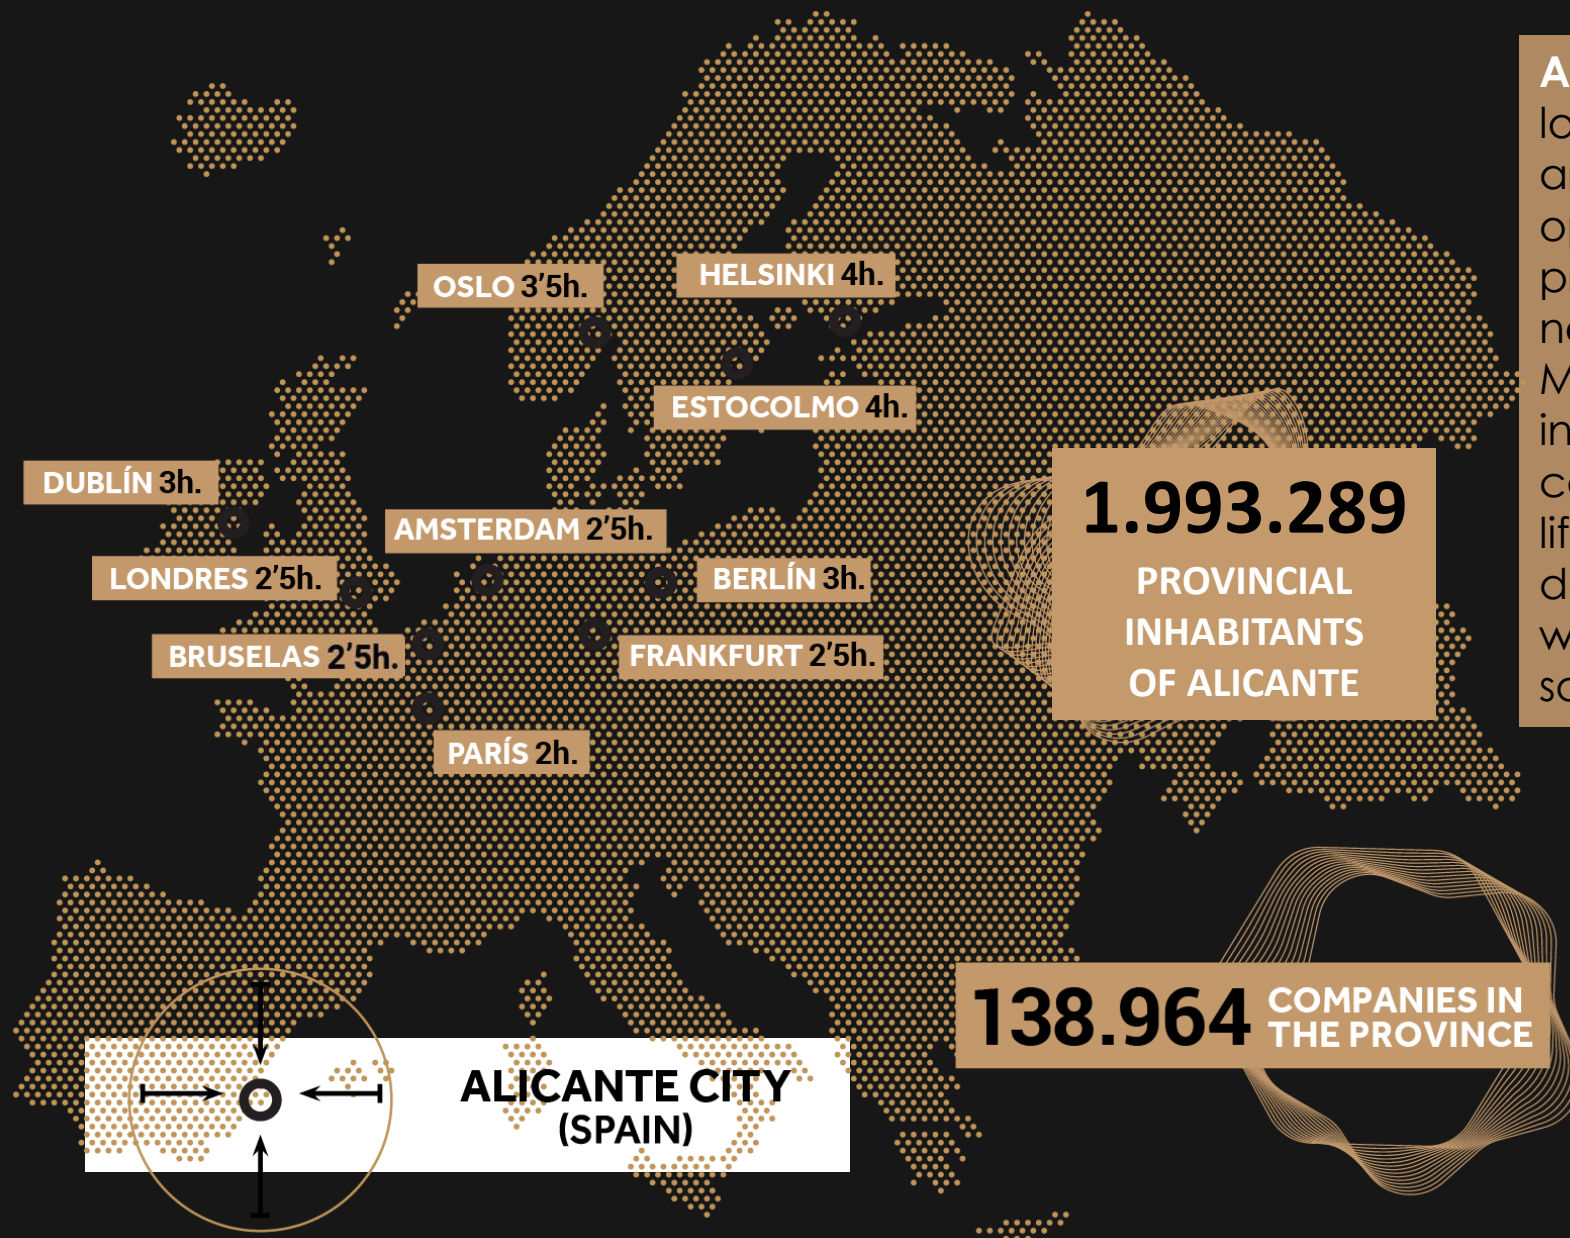 OSLO 3’5h.
HELSINKI 4h.
ESTOCOLMO 4h.
DUBLÍN 3h.
AMSTERDAM 2’5h.
LONDRES 2’5h.
BERLÍN 3h.
BRUSELAS 2’5h.
FRANKFURT 2’5h.
PARÍS 2h.
1.993.289
PROVINCIAL
INHABITANTS
OF ALICANTE
138.964 COMPANIES IN
THE PROVINCE
ALICANTE CITY
(SPAIN)